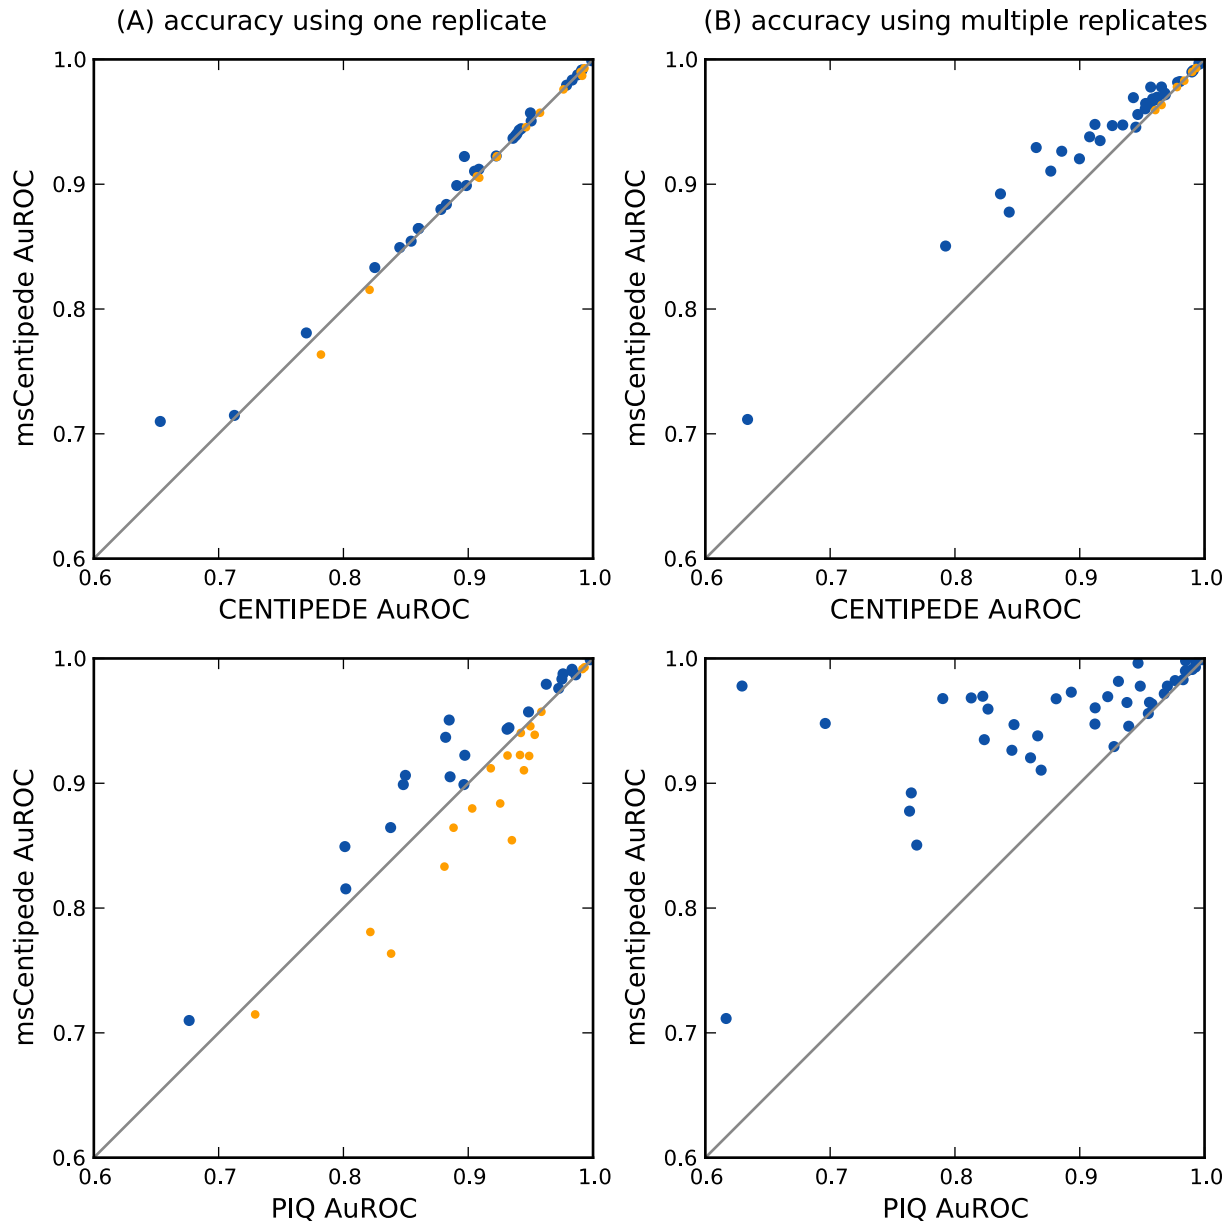 (A) accuracy using one replicate
(B) accuracy using multiple replicates
1.0
0.9
0.8
0.7
0.6
msCentipede AuROC
0.6 0.7 0.8 0.9 1.0
CENTIPEDE AuROC
1.0
0.9
0.8
0.7
0.6
msCentipede AuROC
0.6 0.7 0.8 0.9 1.0
CENTIPEDE AuROC
1.0
0.9
0.8
0.7
0.6
msCentipede AuROC
0.6 0.7 0.8 0.9 1.0
PIQ AuROC
1.0
0.9
0.8
0.7
0.6
msCentipede AuROC
0.6 0.7 0.8 0.9 1.0
PIQ AuROC